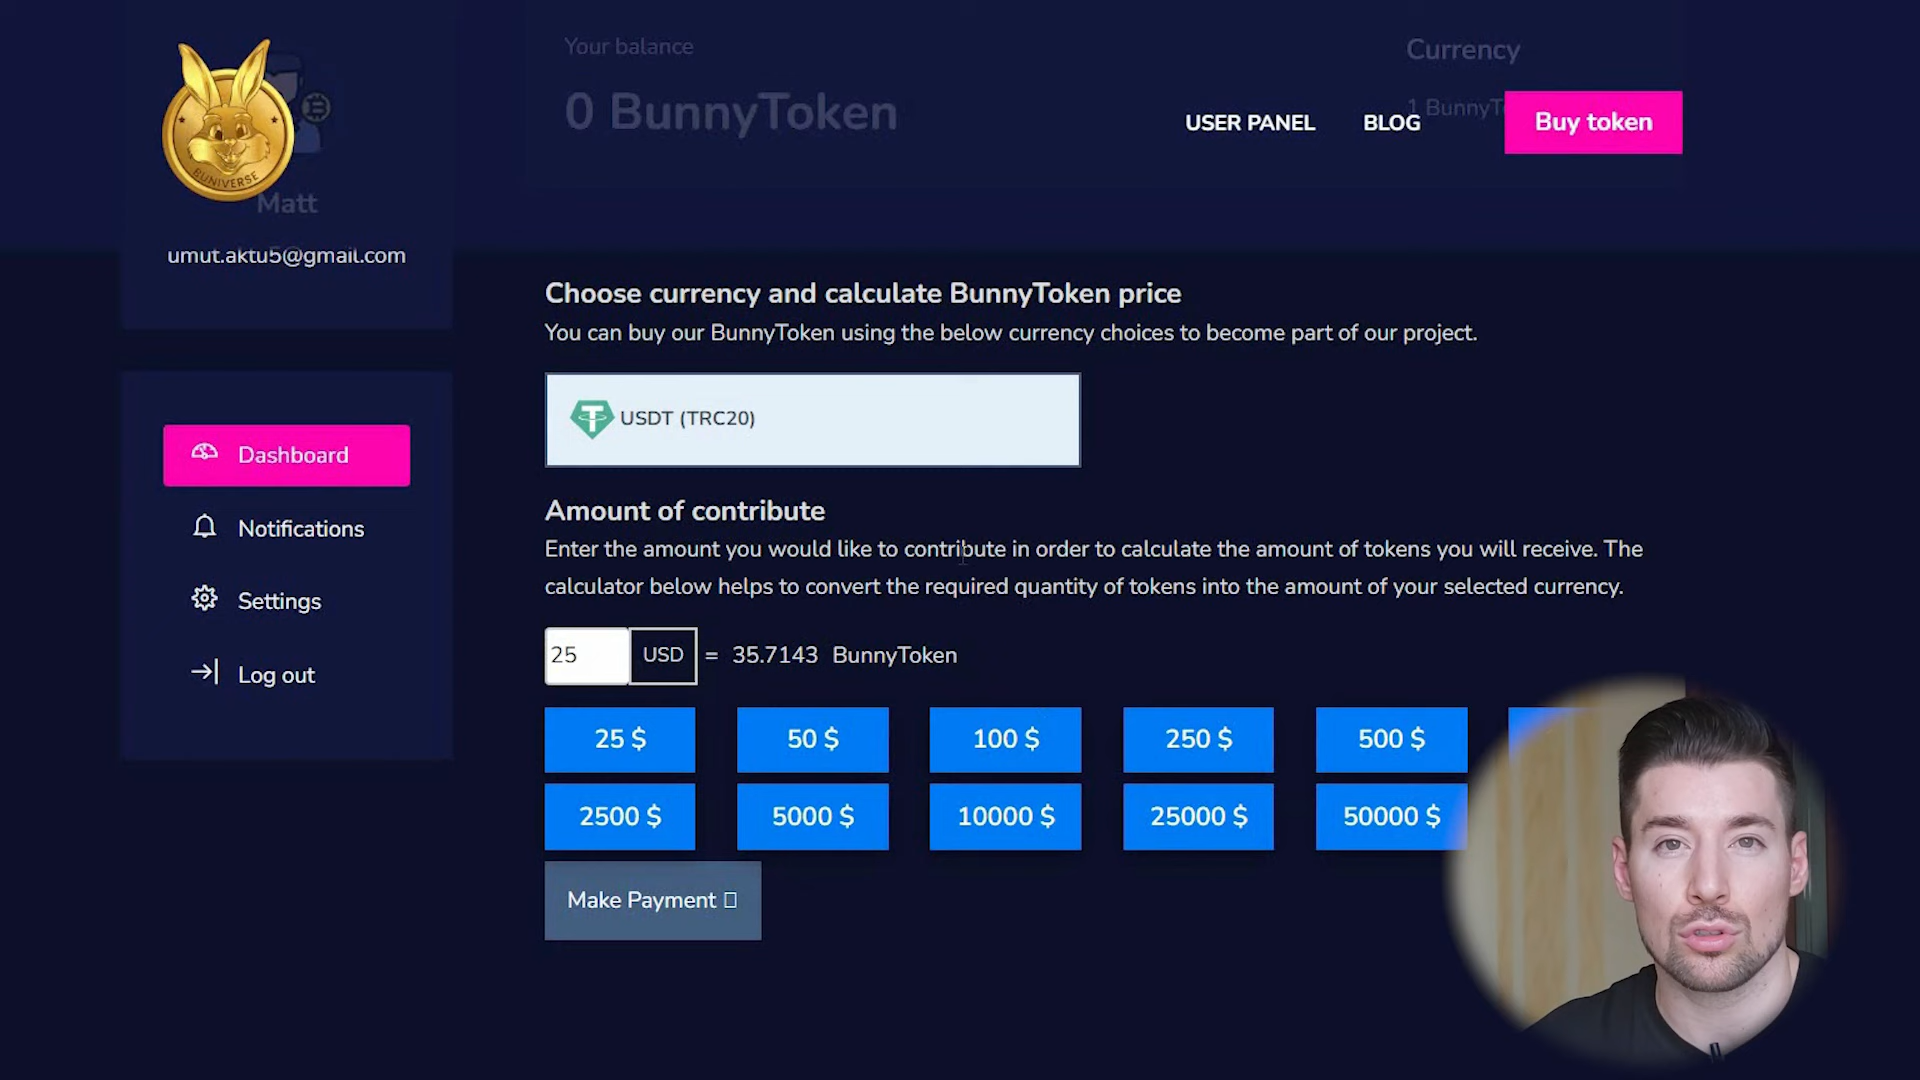 Your balance
Currency
0 BunnyToken
1 BunnyT
USER PANEL
BLOG
Buy token
BUNIVERSE
Matt
umut.aktu5@gmail.com
Choose currency and calculate BunnyToken price
You can buy our BunnyToken using the below currency choices to become part of our project.
USDT (TRC20)
Dashboard
Notifications
Settings
Log out
Amount of contribute
Enter the amount you would like to contribute in order to calculate the amount of tokens you will receive. The
calculator below helps to convert the required quantity of tokens into the amount of your selected currency.
25 USD = 35.7143 BunnyToken
25 $ 50 $ 100 $ 250 $ 500 $
2500 $ 5000 $ 10000 $ 25000 $ 50000 $
Make Payment